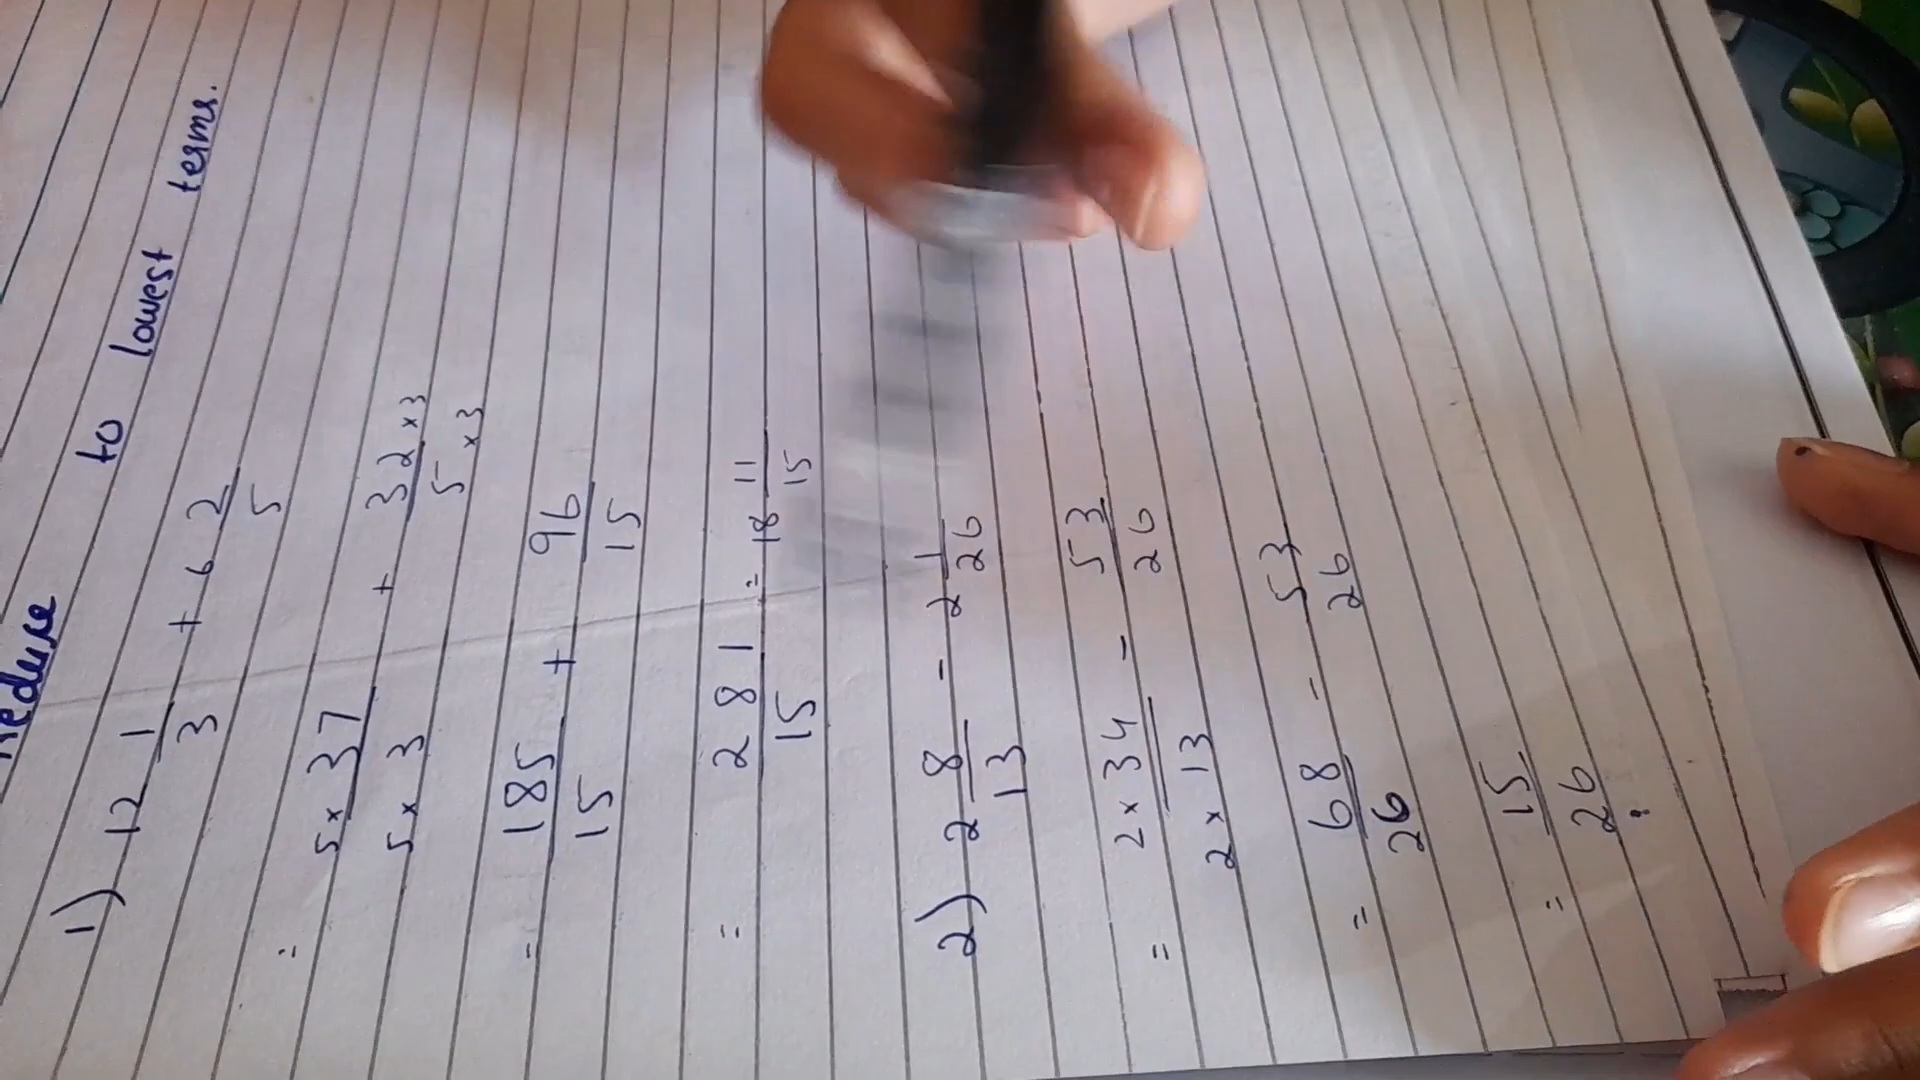 Reduce to lowest terms.
1) 12 1/3 + 6 2/5
= 5 × 37 / 5 × 3 + 32 × 3 / 5 × 3
= 185/15 + 96/15
= 281/15 = 18 11/15
2) 2 8/13 - 2 1/26
= 2 × 34 / 2 × 13 - 53/26
= 68/26 - 53/26
= 15/26